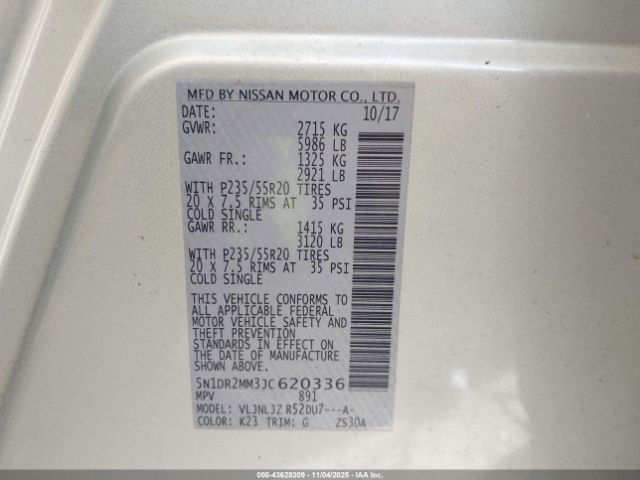 MFD BY NISSAN MOTOR CO., LTD.
DATE: 10/17
GVWR: 2715 KG
5986 LB
GAWR FR.: 1325 KG
2921 LB
WITH P235/55R20 TIRES
20 X 7.5 RIMS AT 35 PSI
COLD SINGLE
GAWR RR.: 1415 KG
3120 LB
WITH P235/55R20 TIRES
20 X 7.5 RIMS AT 35 PSI
COLD SINGLE
THIS VEHICLE CONFORMS TO
ALL APPLICABLE FEDERAL
MOTOR VEHICLE SAFETY AND
THEFT PREVENTION
STANDARDS IN EFFECT ON
THE DATE OF MANUFACTURE
SHOWN ABOVE.
5N1DR2MM3JC620336
MPV 891
MODEL: VLJNLJZ R52DU7---A-
COLOR: K23 TRIM: G ZS30A
000-43628309 - 11/04/2025 - IAAI.com